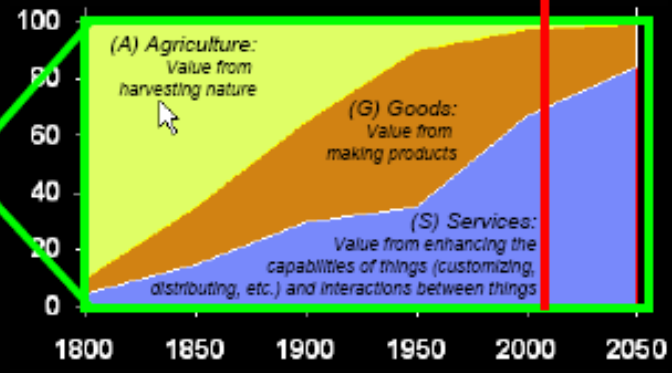 100
(A) Agriculture:
Value from
harvesting nature
80
(G) Goods:
Value from
making products
60
40
(S) Services:
Value from enhancing the
capabilities of things (customizing,
distributing, etc.) and interactions between things
20
0
1800 1850 1900 1950 2000 2050